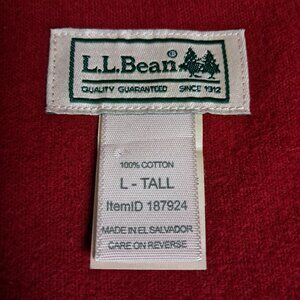 L.L.Bean®
QUALITY GUARANTEED SINCE 1912
100% COTTON
L - TALL
ItemID 187924
MADE IN EL SALVADOR
CARE ON REVERSE